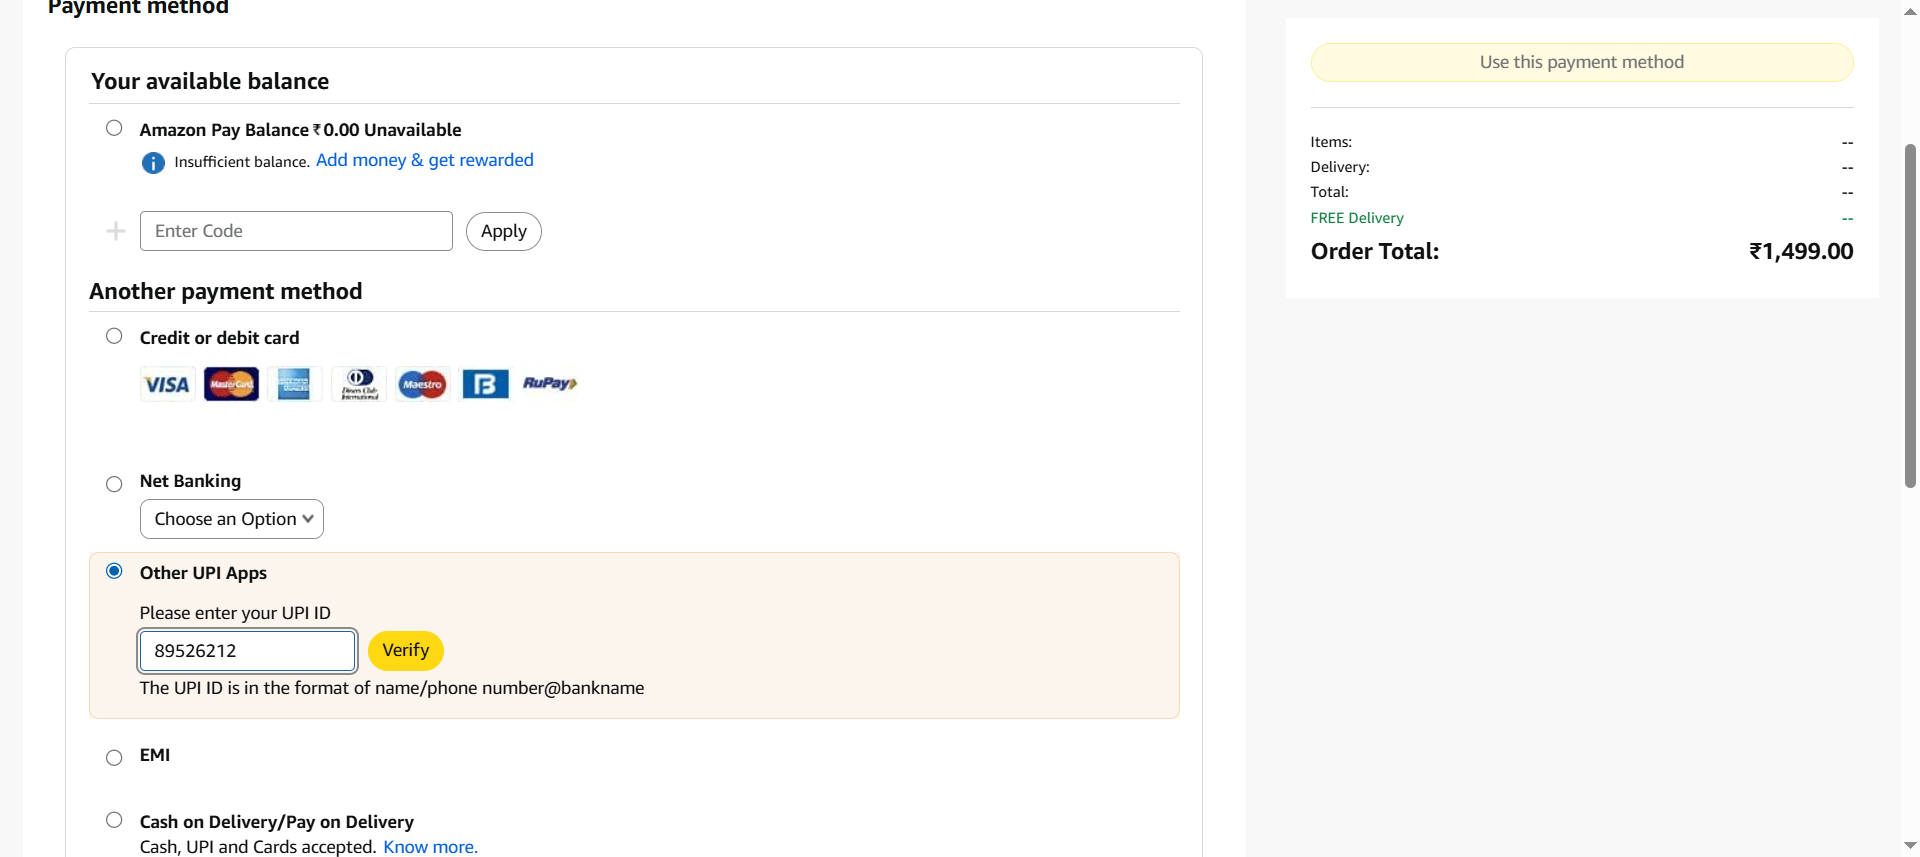 Payment method
Your available balance
Amazon Pay Balance ₹0.00 Unavailable
Insufficient balance. Add money & get rewarded
Enter Code
Apply
Another payment method
Credit or debit card
VISA
MasterCard
Diners Club
International
Maestro
B
RuPay
Net Banking
Choose an Option
Other UPI Apps
Please enter your UPI ID
89526212
Verify
The UPI ID is in the format of name/phone number@bankname
EMI
Cash on Delivery/Pay on Delivery
Cash, UPI and Cards accepted. Know more.
Use this payment method
Items: --
Delivery: --
Total: --
FREE Delivery --
Order Total: ₹1,499.00